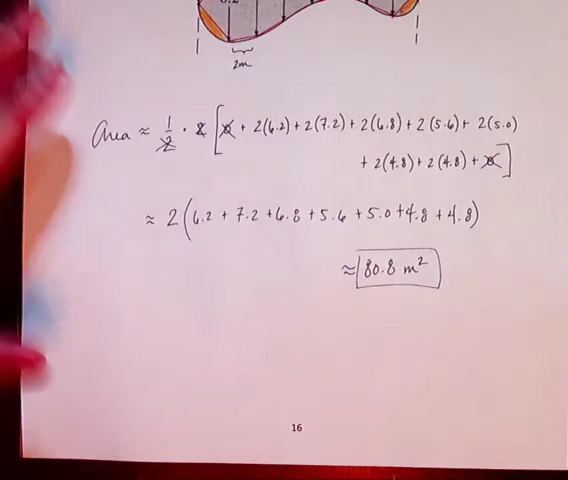 2m
Area ≈ 1/2 · 2 [0 + 2(6.2) + 2(7.2) + 2(6.8) + 2(5.6) + 2(5.0)
+ 2(4.8) + 2(4.8) + 0]
≈ 2(6.2 + 7.2 + 6.8 + 5.6 + 5.0 + 4.8 + 4.8)
≈ 80.8 m²
16